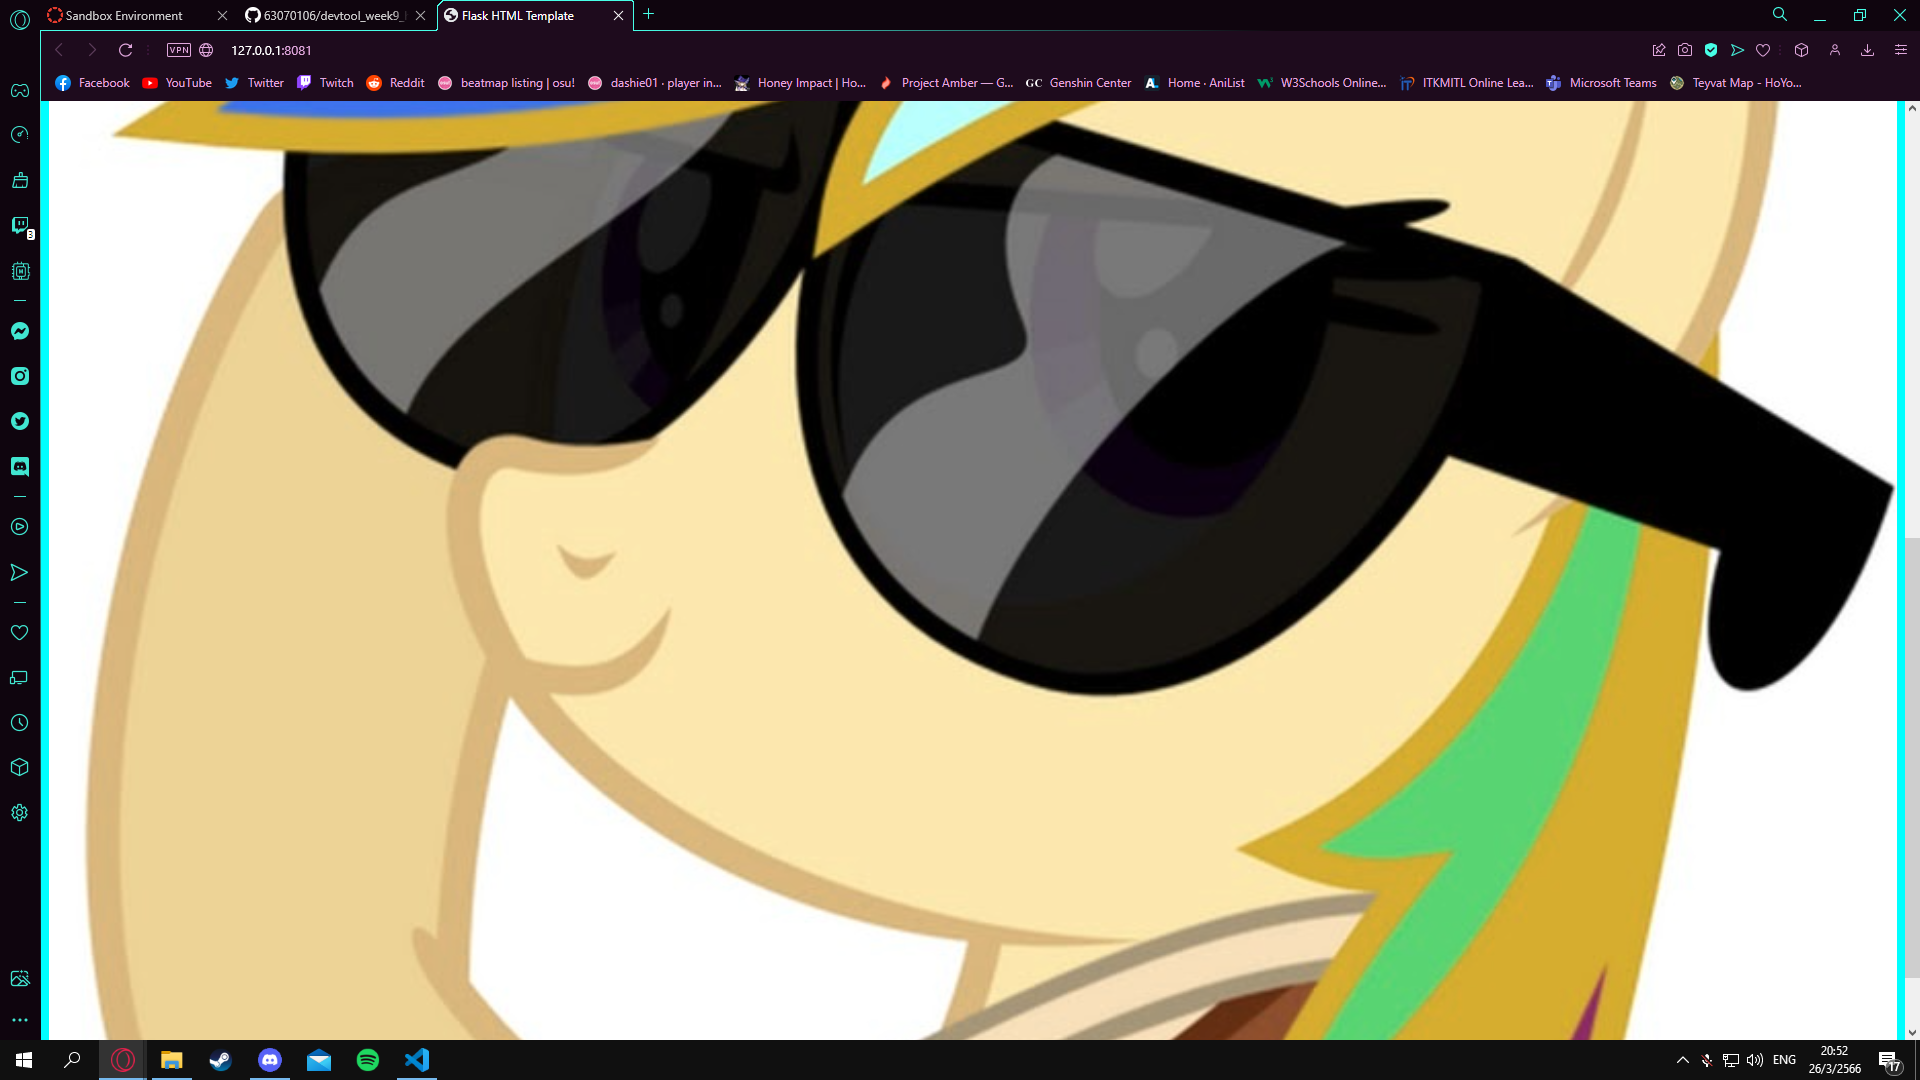 Sandbox Environment
63070106/devtool_week9_
Flask HTML Template
VPN
127.0.0.1:8081
Facebook
YouTube
Twitter
Twitch
Reddit
beatmap listing | osu!
dashie01 · player in...
Honey Impact | Ho...
Project Amber — G...
GC
Genshin Center
Home · AniList
W3Schools Online...
ITKMITL Online Lea...
Microsoft Teams
Teyvat Map - HoYo...
3
ENG
20:52
26/3/2566
17